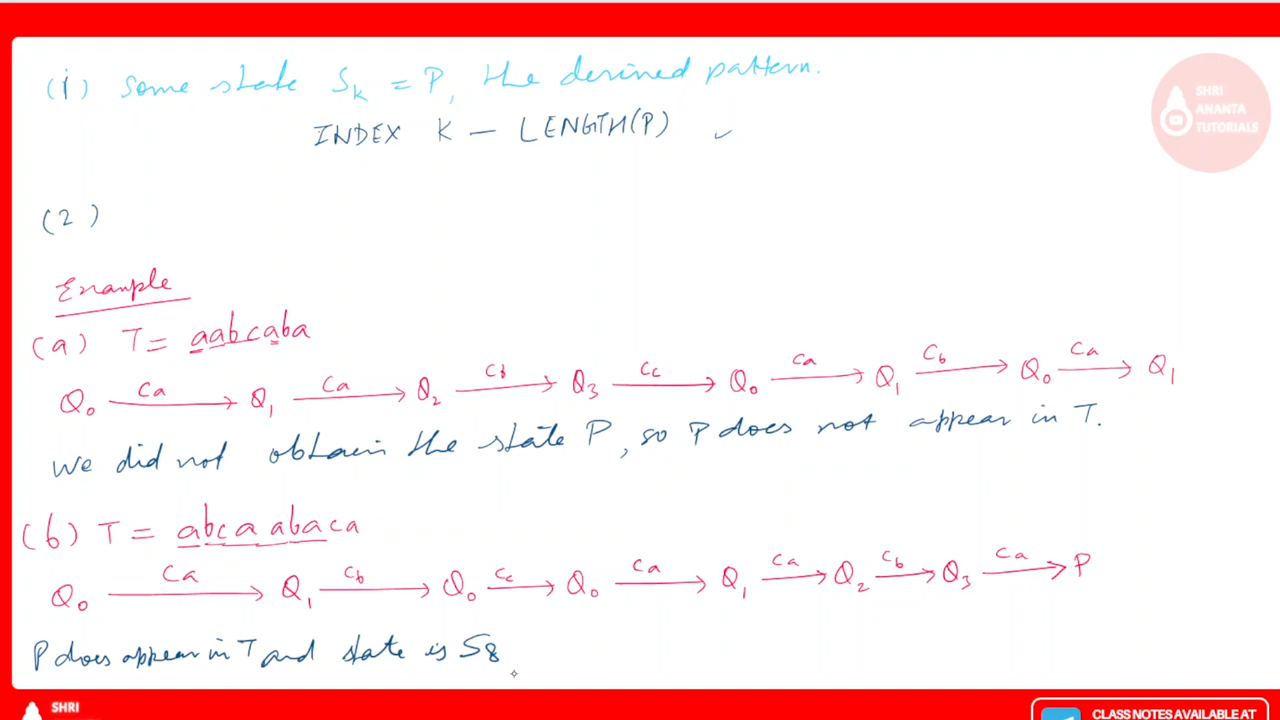 SHRI
ANANTA
TUTORIALS
(i) Some state Sₖ = P, the desired pattern.
INDEX K – LENGTH(P) ✓
(2)
Example
(a) T = aabcaba
Q₀ —Ca→ Q₁ —Ca→ Q₂ —Cb→ Q₃ —Cc→ Q₀ —Ca→ Q₁ —Cb→ Q₀ —Ca→ Q₁
We did not obtain the state P, so P does not appear in T.
(b) T = abcaabaca
Q₀ —Ca→ Q₁ —Cb→ Q₀ —Cc→ Q₀ —Ca→ Q₁ —Ca→ Q₂ —Cb→ Q₃ —Ca→ P
P does appear in T and state is S8
SHRI
CLASS NOTES AVAILABLE AT